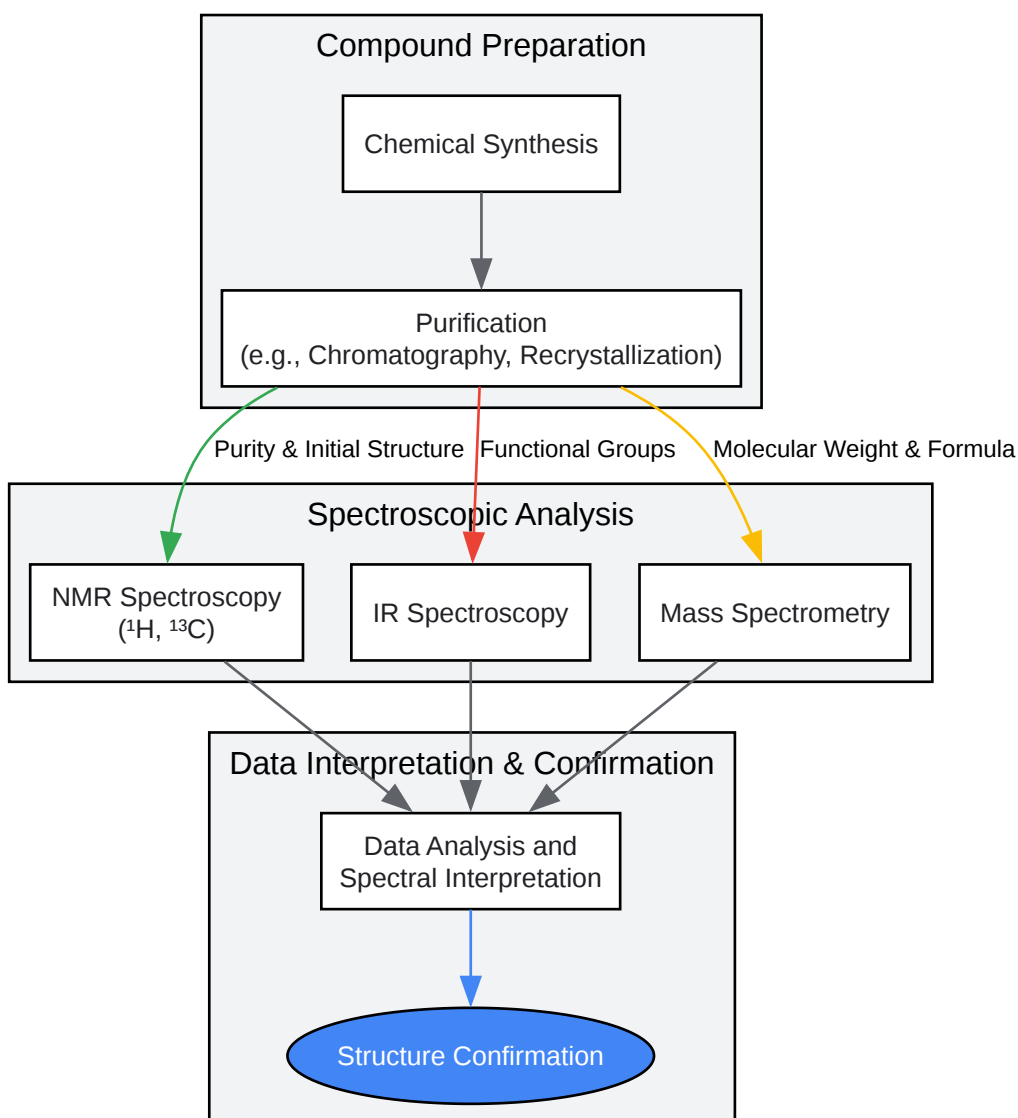 Compound Preparation
Chemical Synthesis
Purification
(e.g., Chromatography, Recrystallization)
Purity & Initial Structure
Functional Groups
Molecular Weight & Formula
Spectroscopic Analysis
NMR Spectroscopy
(¹H, ¹³C)
IR Spectroscopy
Mass Spectrometry
Data Interpretation & Confirmation
Data Analysis and
Spectral Interpretation
Structure Confirmation